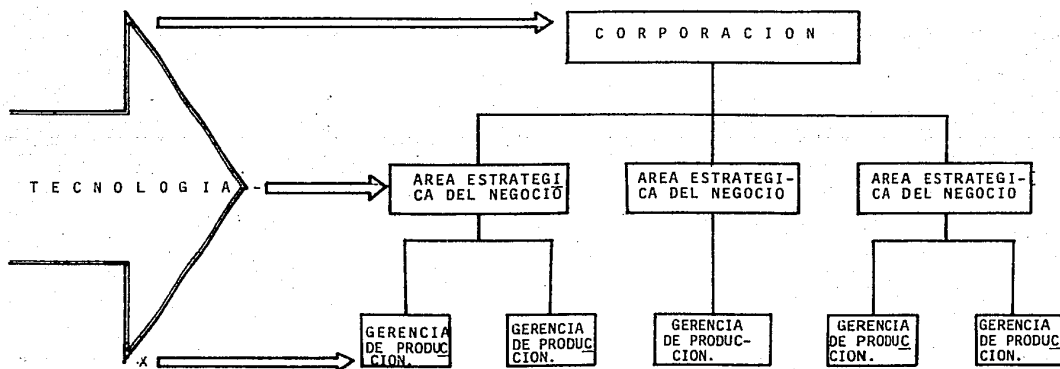 C O R P O R A C I O N
T E C N O L O G I A -
AREA ESTRATEGI
CA DEL NEGOCIO
AREA ESTRATEGI-
CA DEL NEGOCIO
AREA ESTRATEGI-
CA DEL NEGOCIO
GERENCIA
DE PRODUC
CION.
GERENCIA
DE PRODUC
CION.
GERENCIA
DE PRODUC-
CION.
GERENCIA
DE PRODUC
CION.
GERENCIA
DE PRODUC
CION.